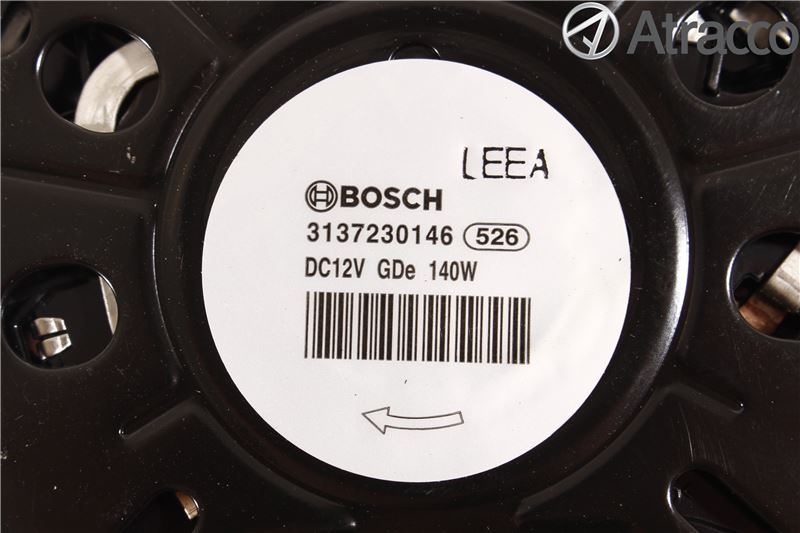 Atracco
LEEA
BOSCH
3137230146 526
DC12V GDe 140W